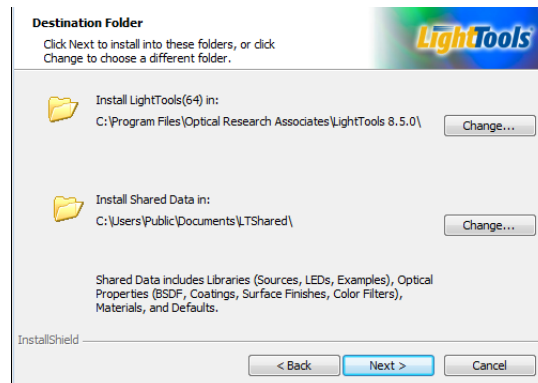 Destination Folder
Click Next to install into these folders, or click
Change to choose a different folder.
LightTools
Install LightTools(64) in:
C:\Program Files\Optical Research Associates\LightTools 8.5.0\
Change...
Install Shared Data in:
C:\Users\Public\Documents\LTShared\
Change...
Shared Data includes Libraries (Sources, LEDs, Examples), Optical
Properties (BSDF, Coatings, Surface Finishes, Color Filters),
Materials, and Defaults.
InstallShield
< Back Next > Cancel